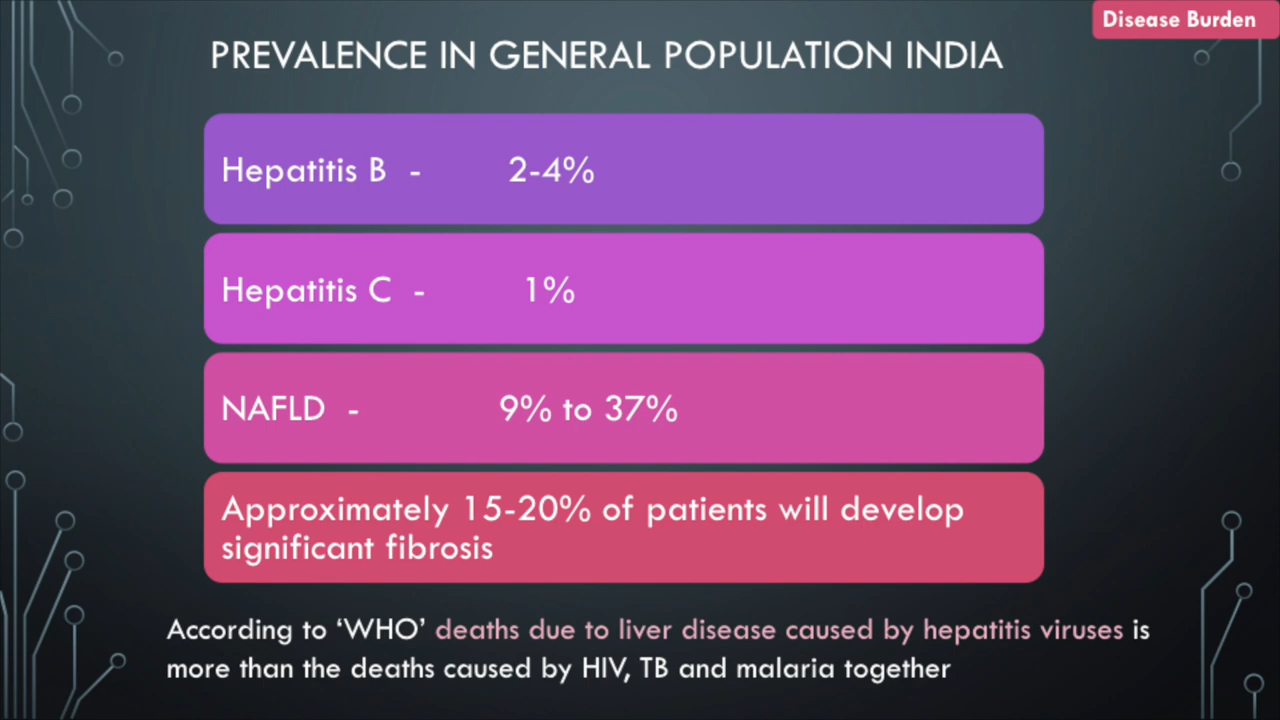 Disease Burden
PREVALENCE IN GENERAL POPULATION INDIA
Hepatitis B - 2-4%
Hepatitis C - 1%
NAFLD - 9% to 37%
Approximately 15-20% of patients will develop
significant fibrosis
According to ‘WHO’ deaths due to liver disease caused by hepatitis viruses is
more than the deaths caused by HIV, TB and malaria together